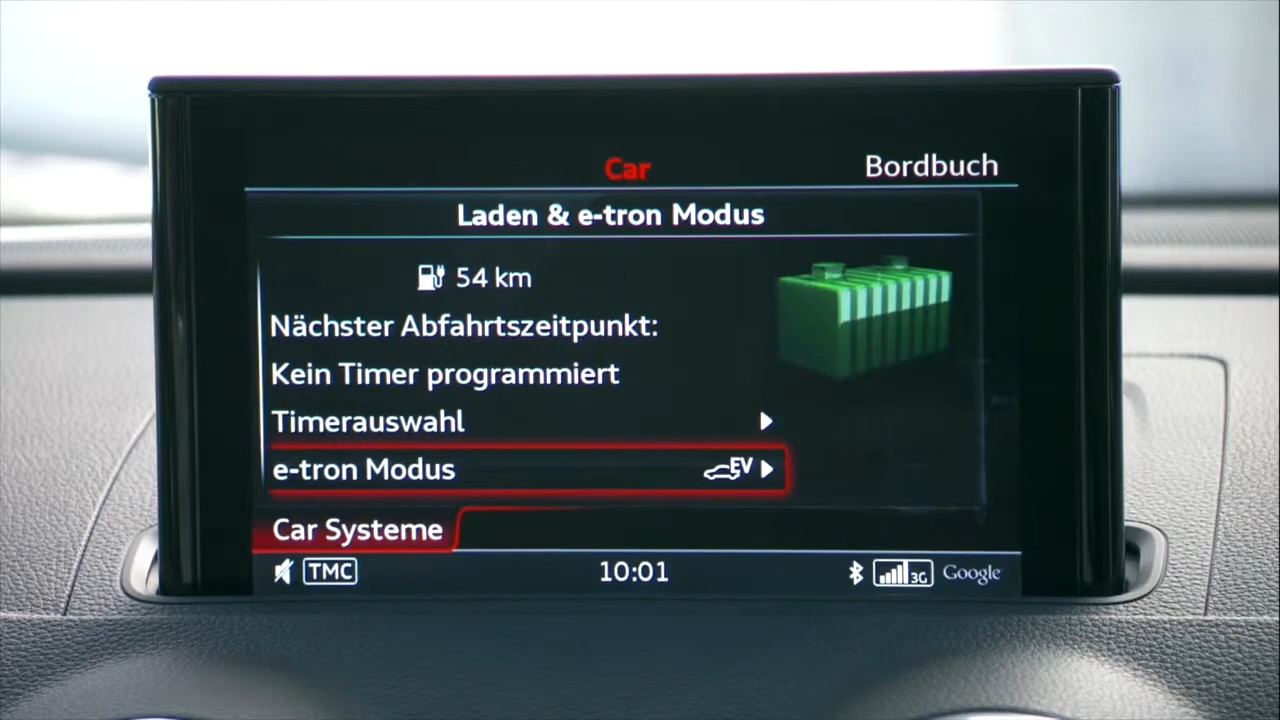 Car
Bordbuch
Laden & e-tron Modus
54 km
Nächster Abfahrtszeitpunkt:
Kein Timer programmiert
Timerauswahl
e-tron Modus EV
Car Systeme
TMC 10:01 3G Google